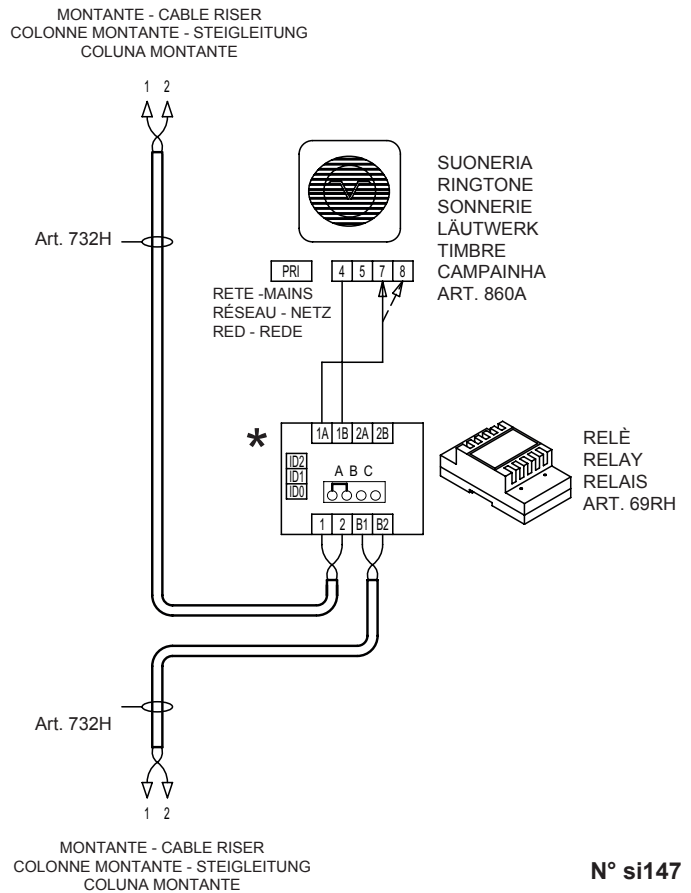 MONTANTE - CABLE RISER
COLONNE MONTANTE - STEIGLEITUNG
COLUNA MONTANTE
1 2
Art. 732H
SUONERIA
RINGTONE
SONNERIE
LÄUTWERK
TIMBRE
CAMPAINHA
ART. 860A
PRI
4 5 7 8
RETE -MAINS
RÉSEAU - NETZ
RED - REDE
*
1A 1B 2A 2B
ID2
ID1
ID0
A B C
1 2 B1 B2
RELÈ
RELAY
RELAIS
ART. 69RH
Art. 732H
1 2
MONTANTE - CABLE RISER
COLONNE MONTANTE - STEIGLEITUNG
COLUNA MONTANTE
N° si147